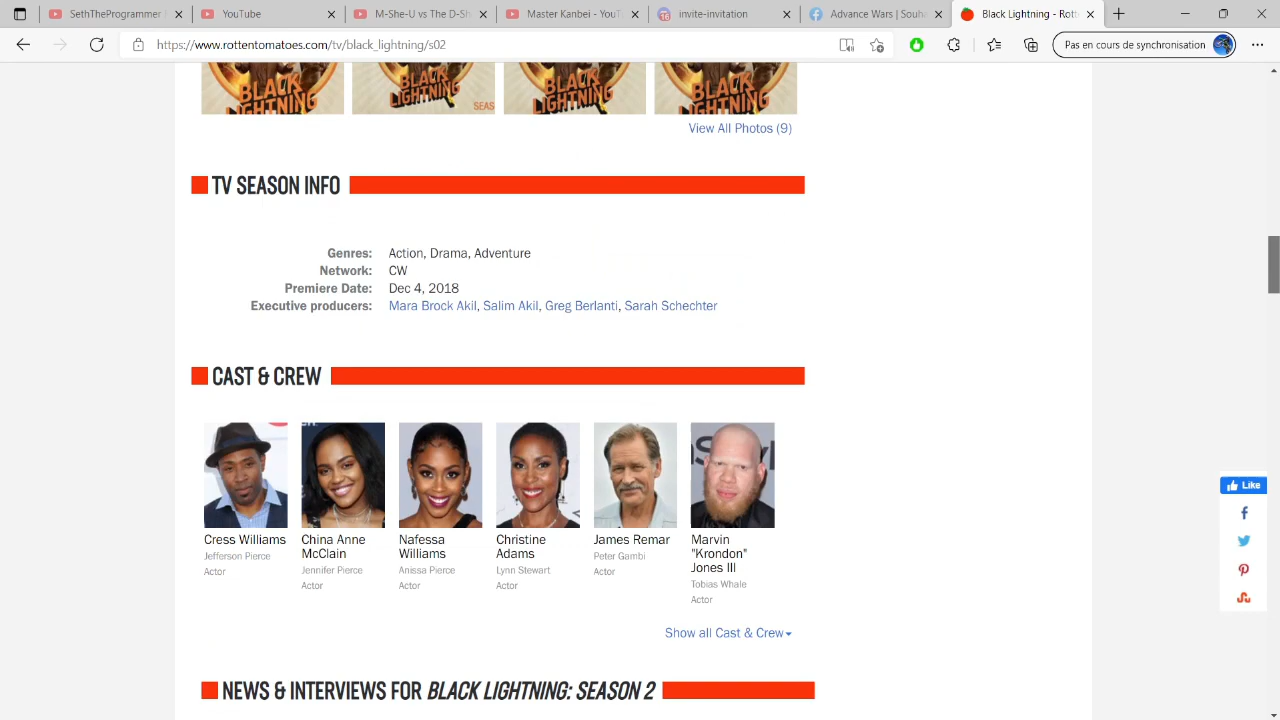 SetTheProgrammer
YouTube
M-She-U vs The D-Sh
Master Kanbei - YouT
16
invite-invitation
Advance Wars | Souha
Black Lightning - Rott
https://www.rottentomatoes.com/tv/black_lightning/s02
Pas en cours de synchronisation
BLACK LIGHTNING
BLACK LIGHTNING
SEAS
BLACK LIGHTNING
BLACK LIGHTNING
View All Photos (9)
TV SEASON INFO
Genres: Action, Drama, Adventure
Network: CW
Premiere Date: Dec 4, 2018
Executive producers: Mara Brock Akil, Salim Akil, Greg Berlanti, Sarah Schechter
CAST & CREW
Cress Williams
Jefferson Pierce
Actor
China Anne
McClain
Jennifer Pierce
Actor
Nafessa
Williams
Anissa Pierce
Actor
Christine
Adams
Lynn Stewart
Actor
James Remar
Peter Gambi
Actor
Marvin
"Krondon"
Jones III
Tobias Whale
Actor
Like
Show all Cast & Crew
NEWS & INTERVIEWS FOR BLACK LIGHTNING: SEASON 2